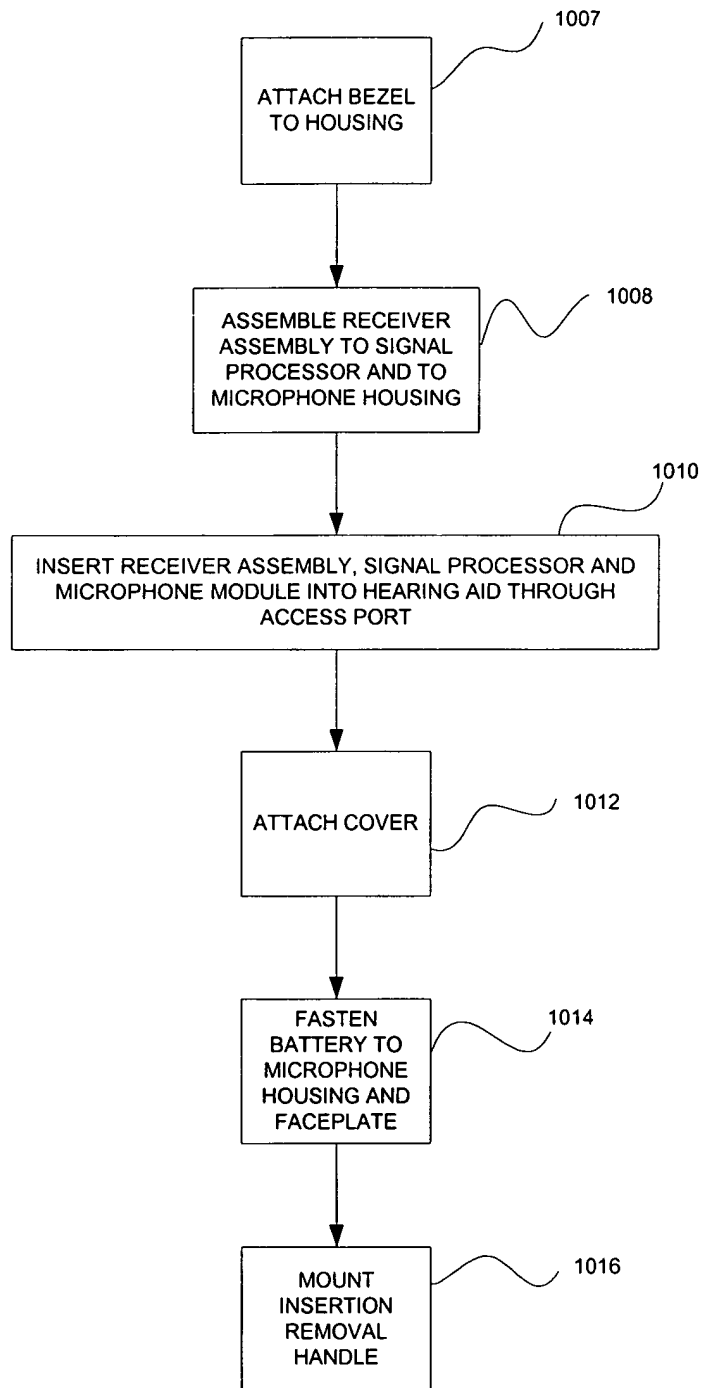 1007
ATTACH BEZEL
TO HOUSING
1008
ASSEMBLE RECEIVER
ASSEMBLY TO SIGNAL
PROCESSOR AND TO
MICROPHONE HOUSING
1010
INSERT RECEIVER ASSEMBLY, SIGNAL PROCESSOR AND
MICROPHONE MODULE INTO HEARING AID THROUGH
ACCESS PORT
1012
ATTACH COVER
1014
FASTEN
BATTERY TO
MICROPHONE
HOUSING AND
FACEPLATE
1016
MOUNT
INSERTION
REMOVAL
HANDLE